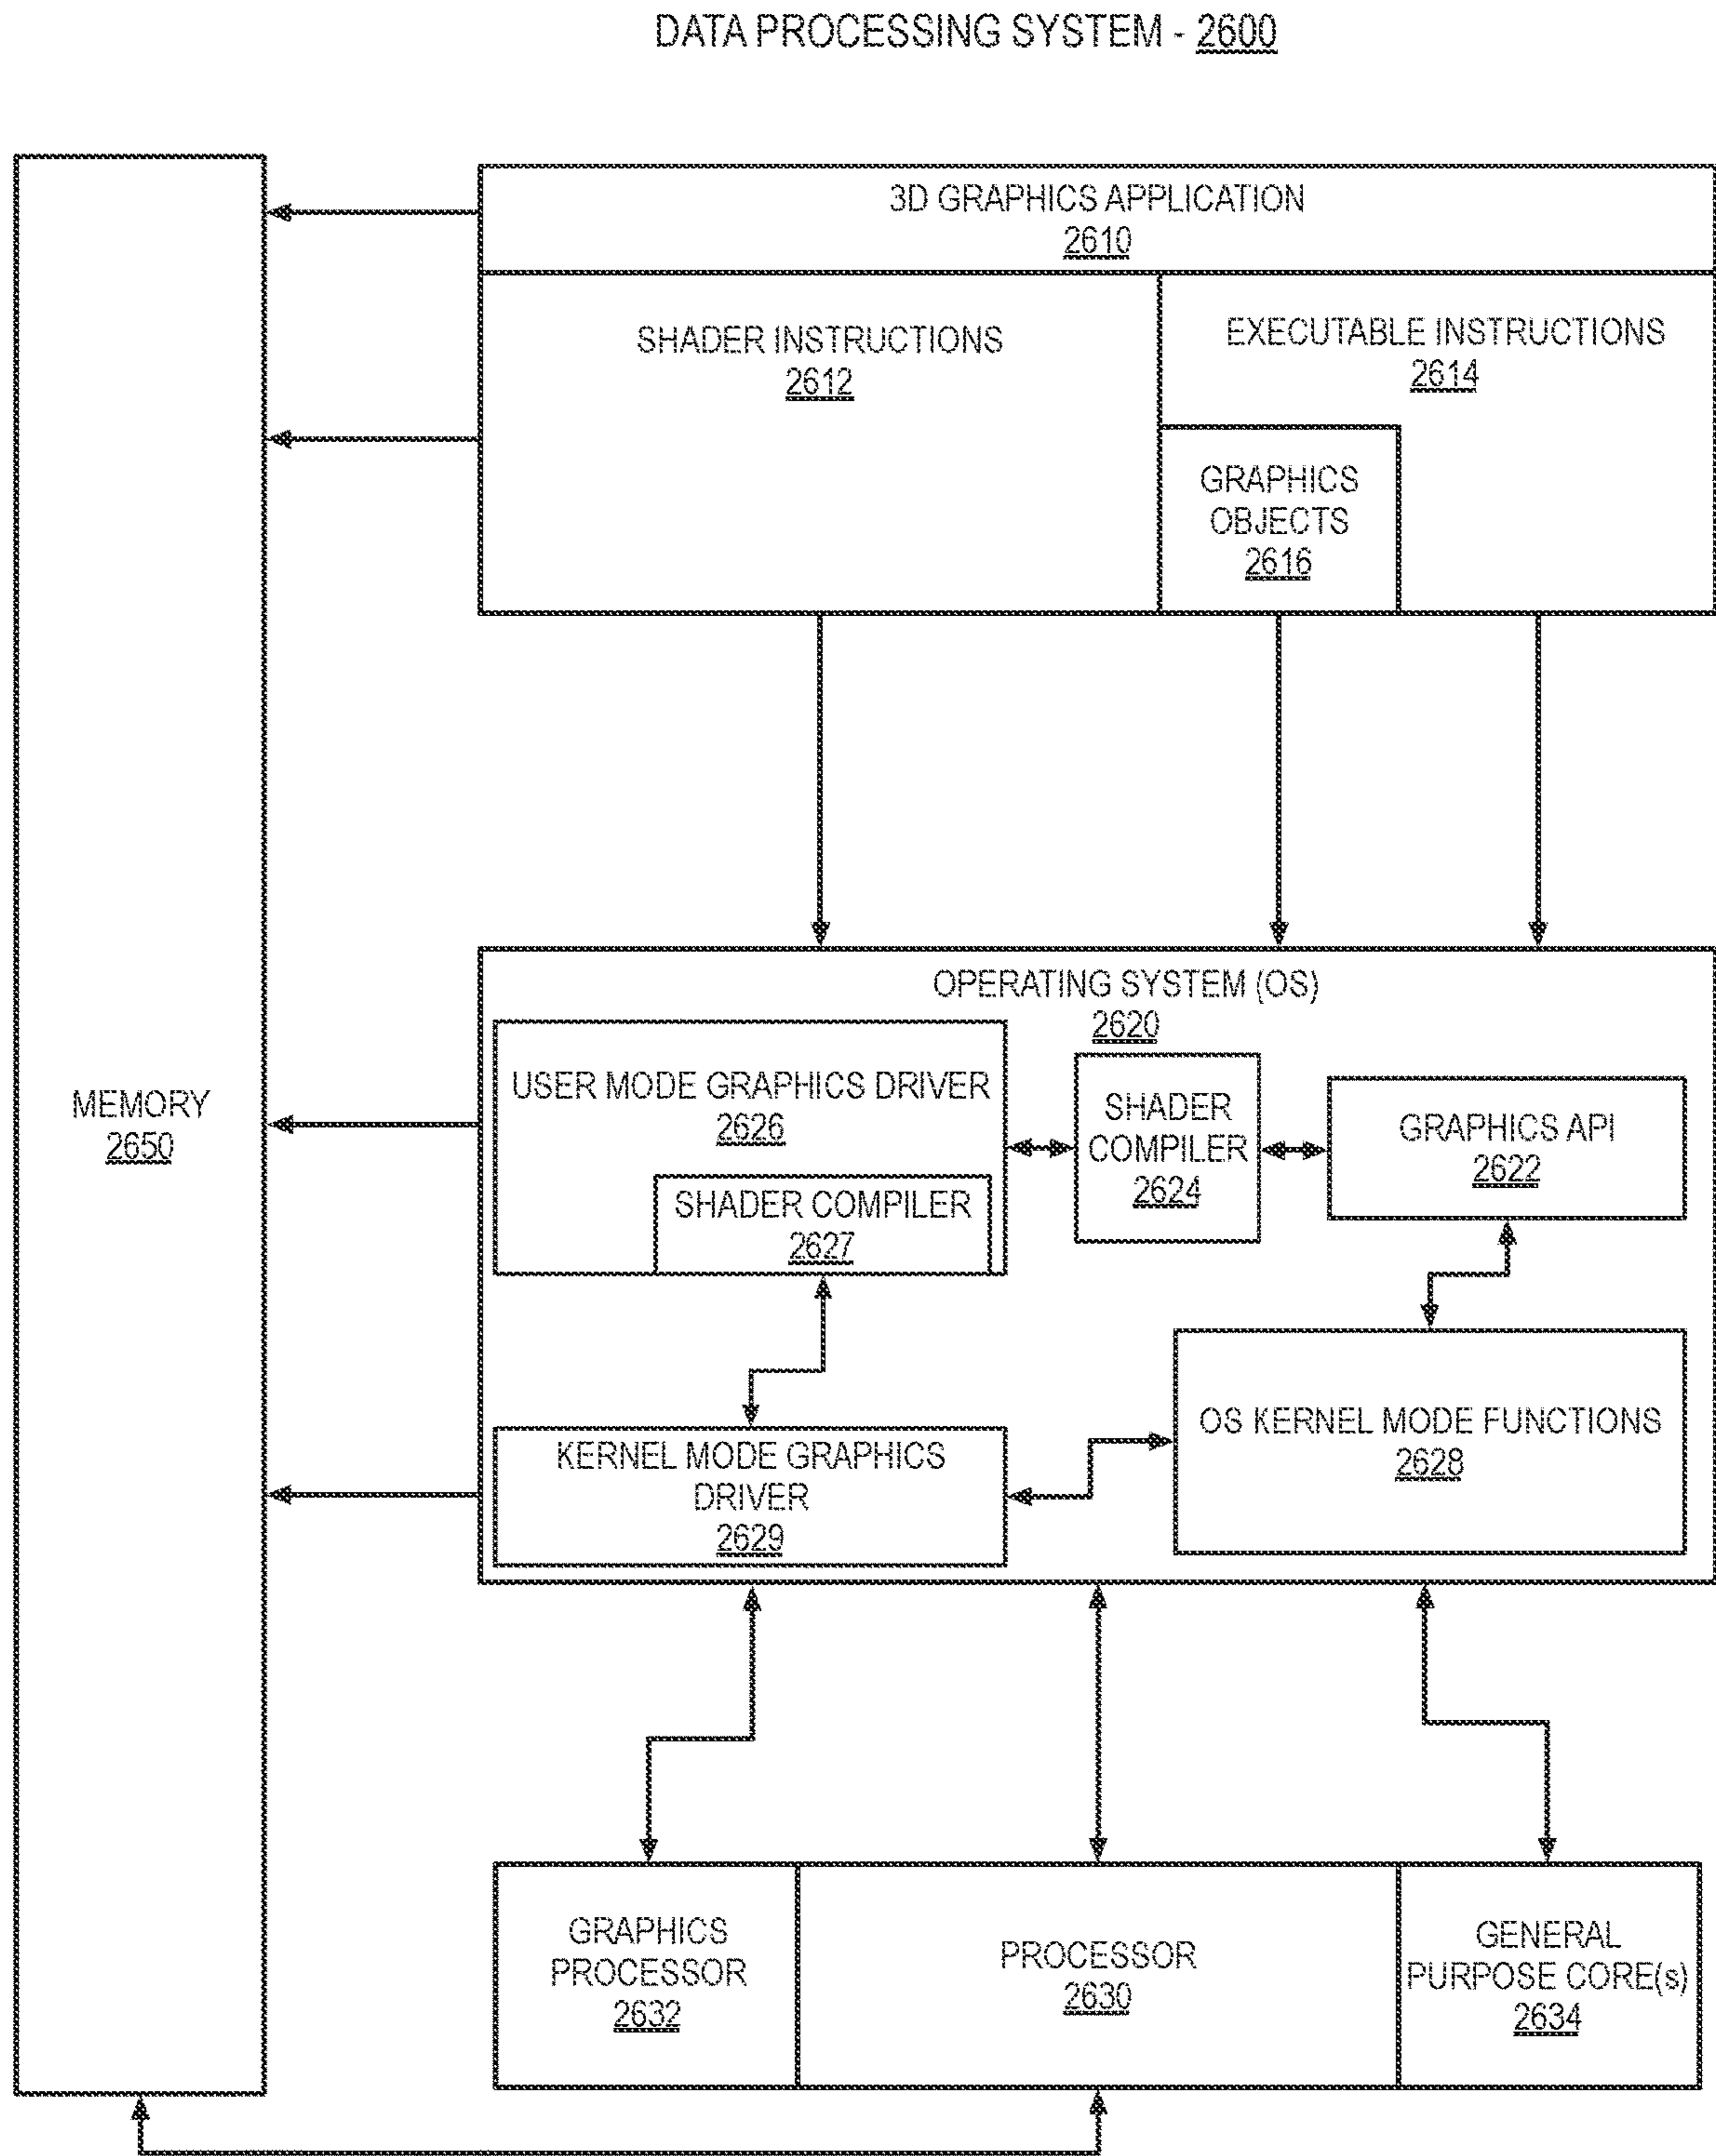 DATA PROCESSING SYSTEM - 2600
3D GRAPHICS APPLICATION
2610
SHADER INSTRUCTIONS
2612
EXECUTABLE INSTRUCTIONS
2614
GRAPHICS
OBJECTS
2616
MEMORY
2650
OPERATING SYSTEM (OS)
2620
USER MODE GRAPHICS DRIVER
2626
SHADER COMPILER
2627
SHADER
COMPILER
2624
GRAPHICS API
2622
KERNEL MODE GRAPHICS
DRIVER
2629
OS KERNEL MODE FUNCTIONS
2628
GRAPHICS
PROCESSOR
2632
PROCESSOR
2630
GENERAL
PURPOSE CORE(s)
2634